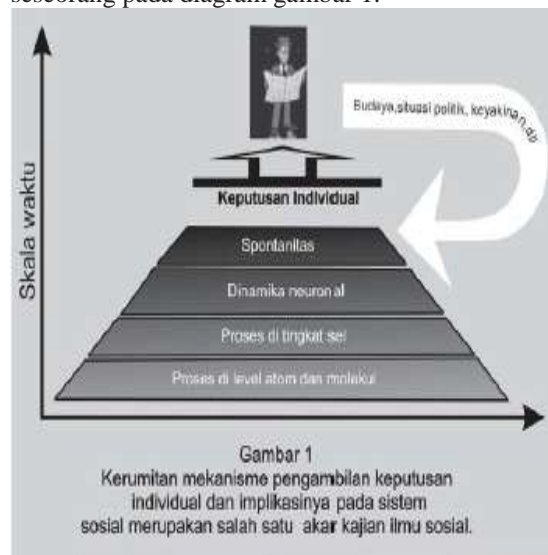 seseorang pada diagram gambar 1.
Budaya,situasi politik, keyakinan,dll
Keputusan Individual
Skala waktu
Spontanitas
Dinamika neuronal
Proses di tingkat sel
Proses di level atom dan molekul
Gambar 1
Kerumitan mekanisme pengambilan keputusan
individual dan implikasinya pada sistem
sosial merupakan salah satu akar kajian ilmu sosial.